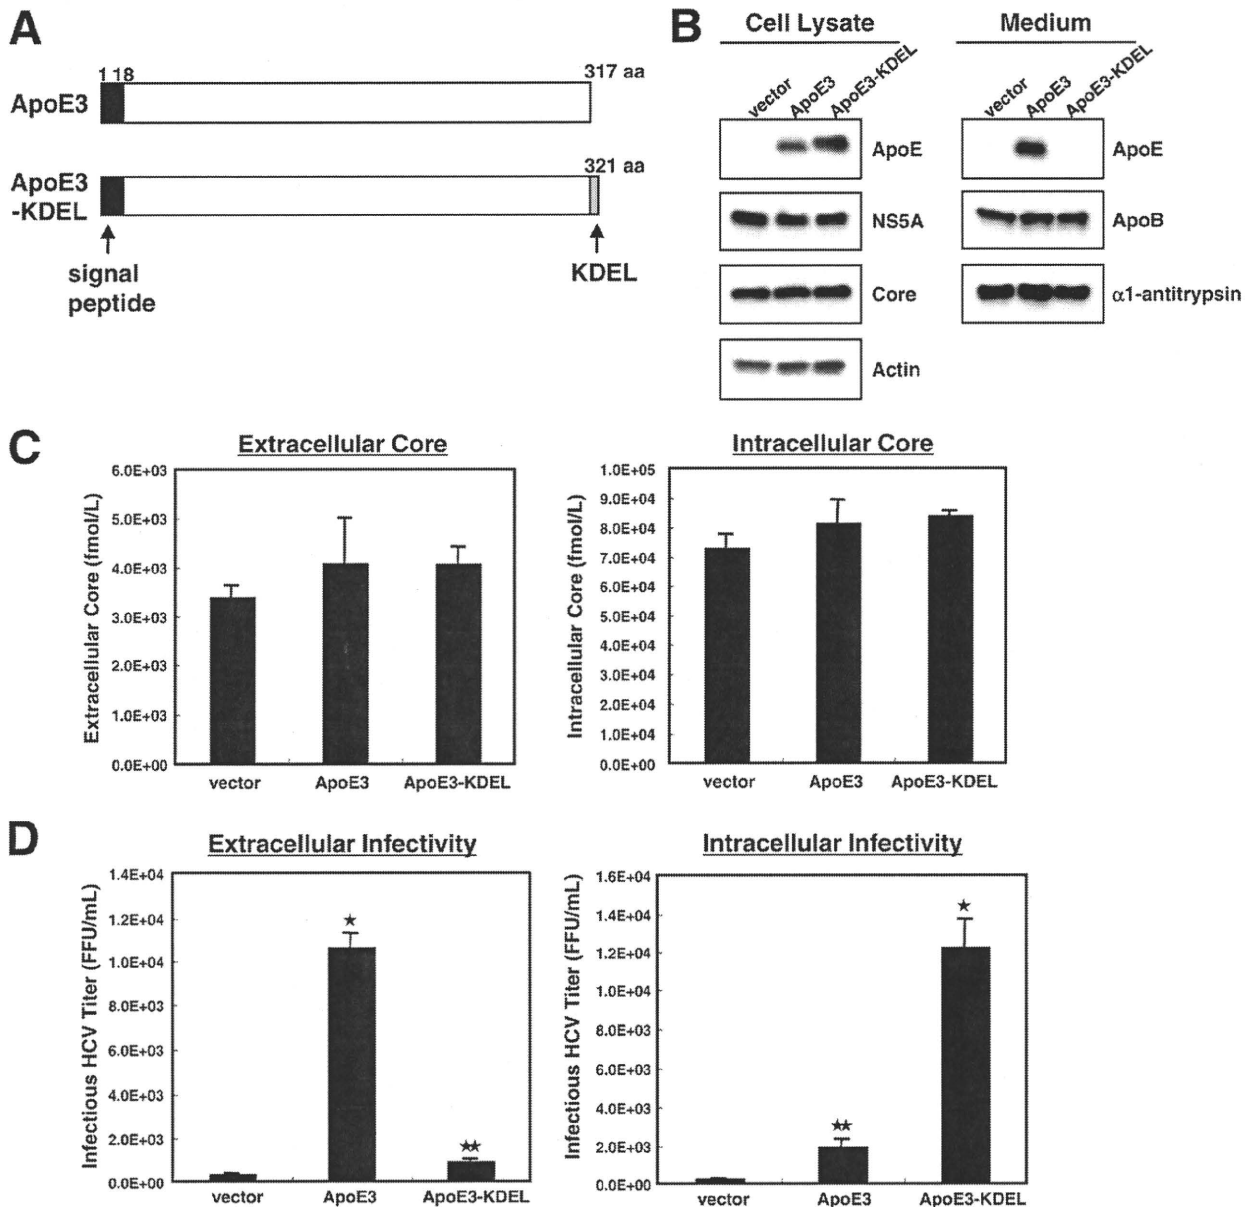 A
1 18
317 aa
ApoE3
321 aa
ApoE3
-KDEL
signal
peptide
KDEL
B
Cell Lysate
Medium
vector
ApoE3
ApoE3-KDEL
vector
ApoE3
ApoE3-KDEL
ApoE
ApoE
NS5A
ApoB
Core
α1-antitrypsin
Actin
C
Extracellular Core
Extracellular Core (fmol/L)
6.0E+03
5.0E+03
4.0E+03
3.0E+03
2.0E+03
1.0E+03
0.0E+00
vector
ApoE3
ApoE3-KDEL
Intracellular Core
Intracellular Core (fmol/L)
1.0E+05
9.0E+04
8.0E+04
7.0E+04
6.0E+04
5.0E+04
4.0E+04
3.0E+04
2.0E+04
1.0E+04
0.0E+00
vector
ApoE3
ApoE3-KDEL
D
Extracellular Infectivity
Infectious HCV Titer (FFU/mL)
1.4E+04
1.2E+04
1.0E+04
8.0E+03
6.0E+03
4.0E+03
2.0E+03
0.0E+00
★
★★
vector
ApoE3
ApoE3-KDEL
Intracellular Infectivity
Infectious HCV Titer (FFU/mL)
1.6E+04
1.4E+04
1.2E+04
1.0E+04
8.0E+03
6.0E+03
4.0E+03
2.0E+03
0.0E+00
★★
★
vector
ApoE3
ApoE3-KDEL